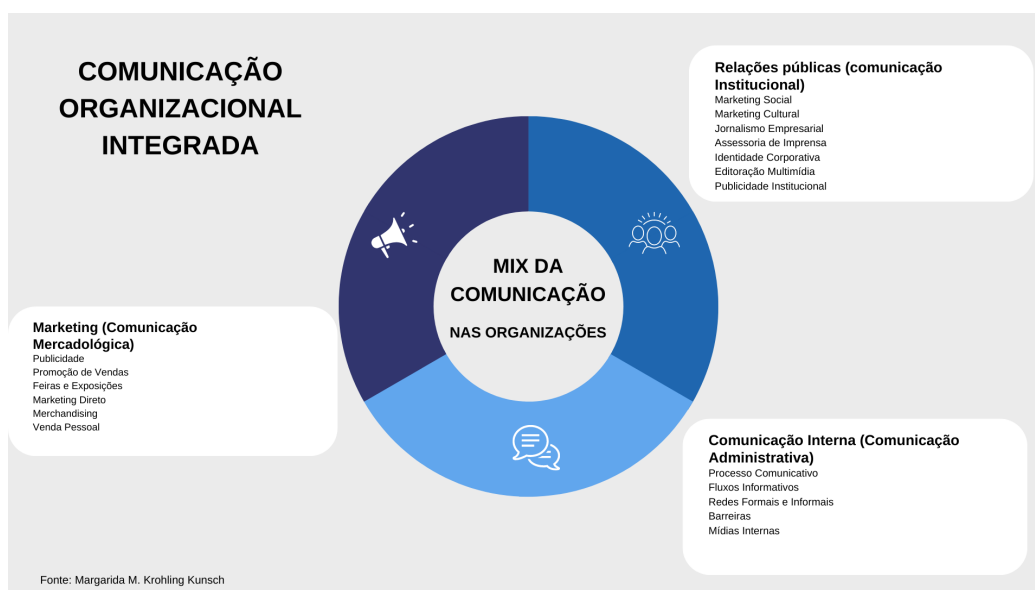 COMUNICAÇÃO
ORGANIZACIONAL
INTEGRADA
Relações públicas (comunicação
Institucional)
Marketing Social
Marketing Cultural
Jornalismo Empresarial
Assessoria de Imprensa
Identidade Corporativa
Editoração Multimídia
Publicidade Institucional
MIX DA
COMUNICAÇÃO
NAS ORGANIZAÇÕES
Marketing (Comunicação
Mercadológica)
Publicidade
Promoção de Vendas
Feiras e Exposições
Marketing Direto
Merchandising
Venda Pessoal
Comunicação Interna (Comunicação
Administrativa)
Processo Comunicativo
Fluxos Informativos
Redes Formais e Informais
Barreiras
Mídias Internas
Fonte: Margarida M. Krohling Kunsch